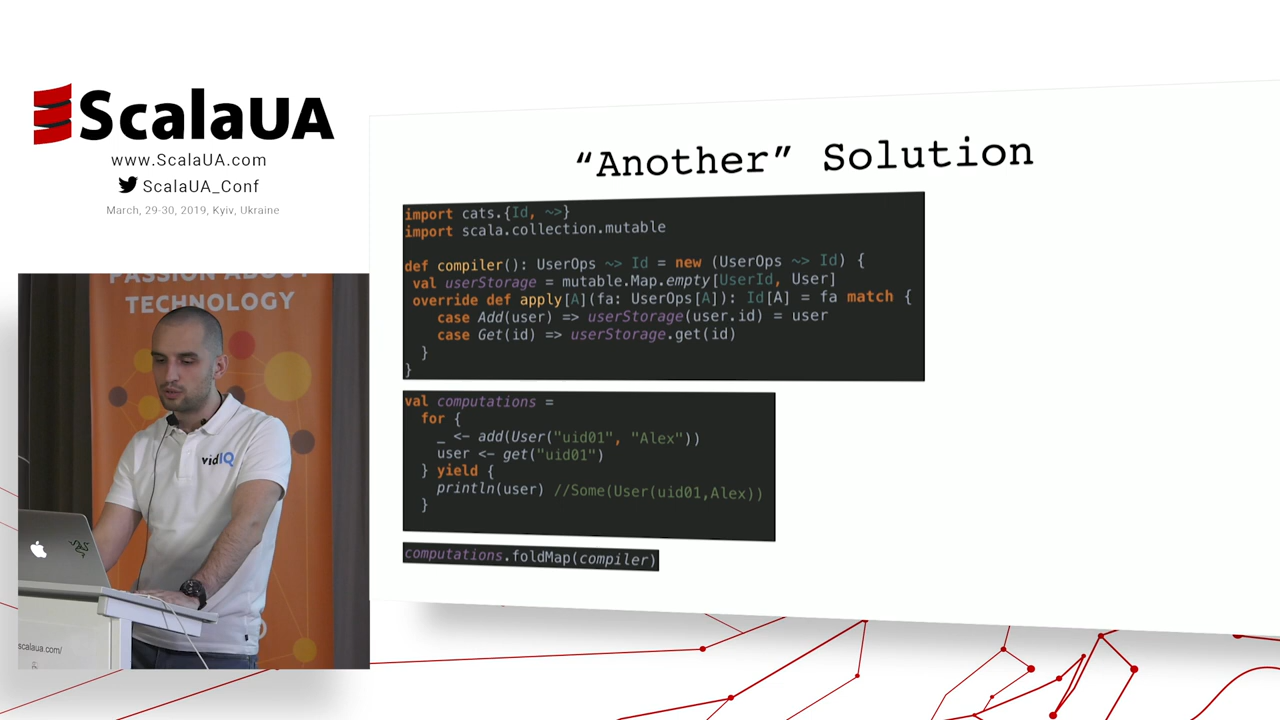 ScalaUA
www.ScalaUA.com
ScalaUA_Conf
March, 29-30, 2019, Kyiv, Ukraine
PASSION ABOUT
TECHNOLOGY
vidIQ
scalaua.com/
“Another” Solution
import cats.{Id, ~>}
import scala.collection.mutable
def compiler(): UserOps ~> Id = new (UserOps ~> Id) {
val userStorage = mutable.Map.empty[UserId, User]
override def apply[A](fa: UserOps[A]): Id[A] = fa match {
case Add(user) => userStorage(user.id) = user
case Get(id) => userStorage.get(id)
}
}
val computations =
for {
_ <- add(User("uid01", "Alex"))
user <- get("uid01")
} yield {
println(user) //Some(User(uid01,Alex))
}
computations.foldMap(compiler)